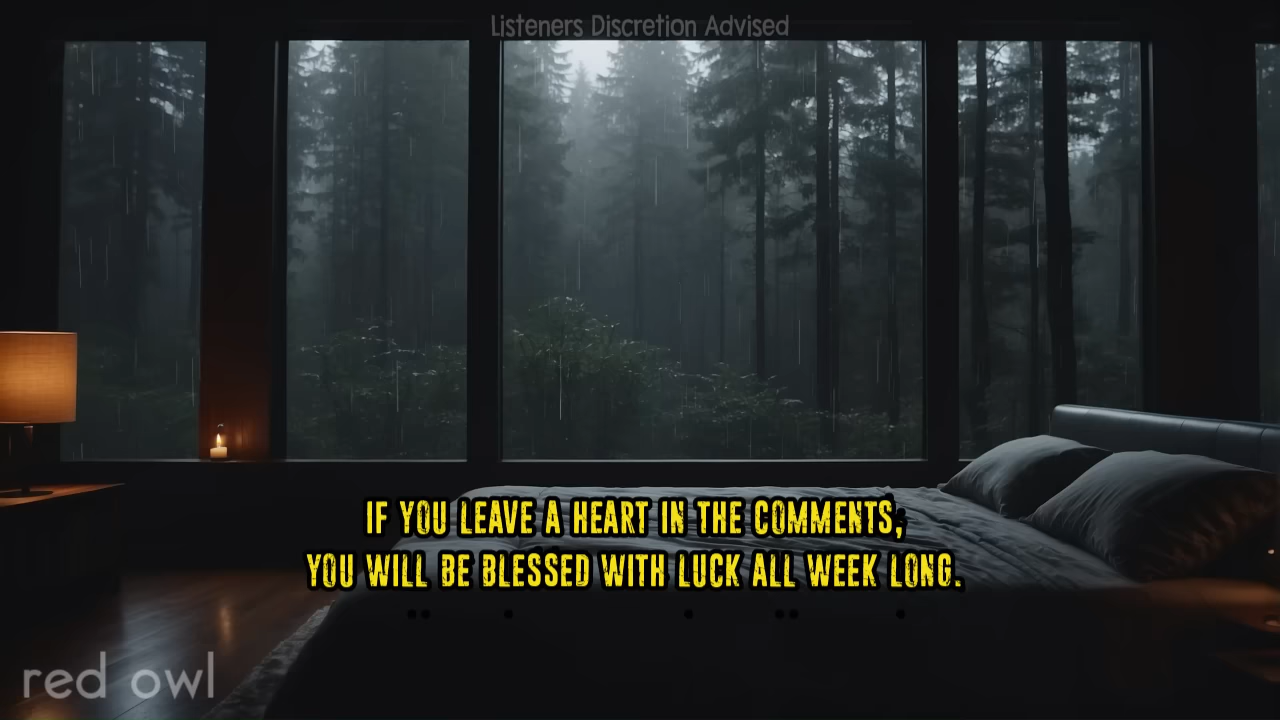 Listeners Discretion Advised
IF YOU LEAVE A HEART IN THE COMMENTS,
YOU WILL BE BLESSED WITH LUCK ALL WEEK LONG.
red owl